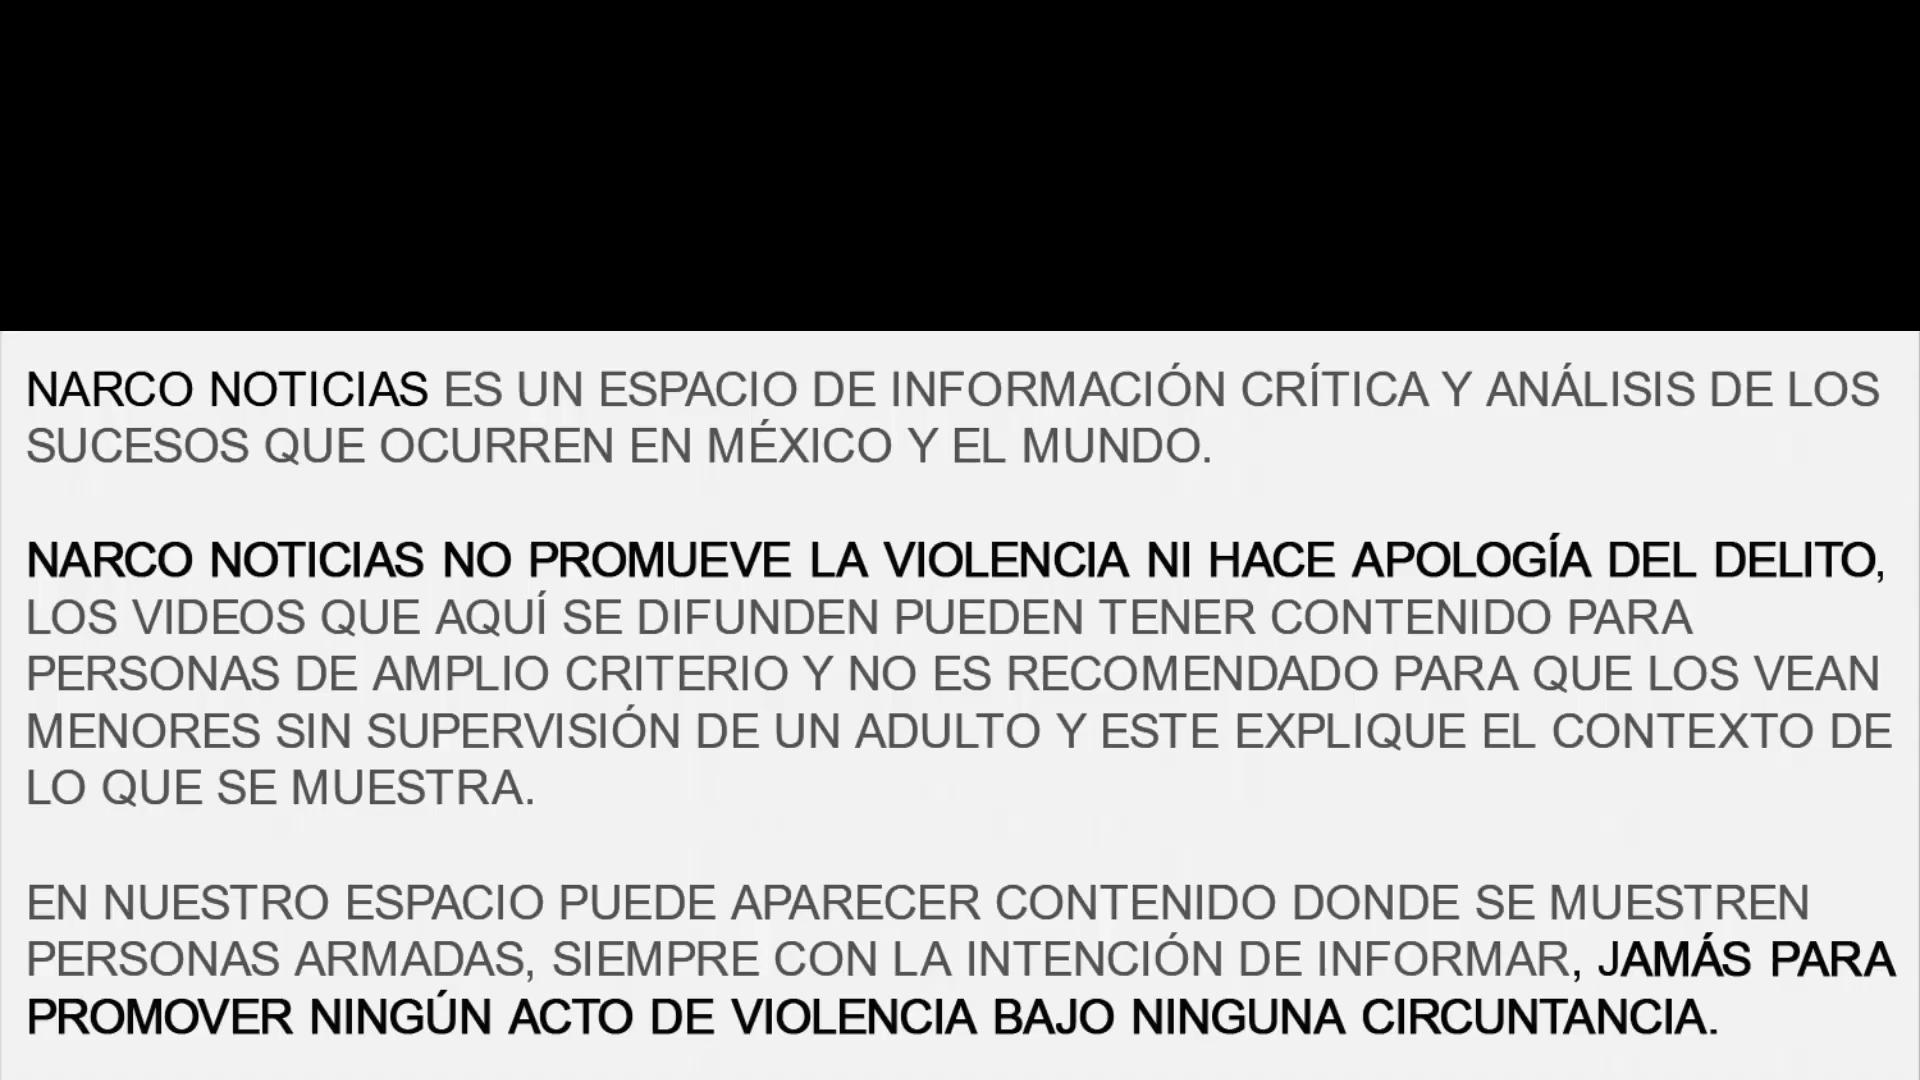 NARCO NOTICIAS ES UN ESPACIO DE INFORMACIÓN CRÍTICA Y ANÁLISIS DE LOS
SUCESOS QUE OCURREN EN MÉXICO Y EL MUNDO.
NARCO NOTICIAS NO PROMUEVE LA VIOLENCIA NI HACE APOLOGÍA DEL DELITO,
LOS VIDEOS QUE AQUÍ SE DIFUNDEN PUEDEN TENER CONTENIDO PARA
PERSONAS DE AMPLIO CRITERIO Y NO ES RECOMENDADO PARA QUE LOS VEAN
MENORES SIN SUPERVISIÓN DE UN ADULTO Y ESTE EXPLIQUE EL CONTEXTO DE
LO QUE SE MUESTRA.
EN NUESTRO ESPACIO PUEDE APARECER CONTENIDO DONDE SE MUESTREN
PERSONAS ARMADAS, SIEMPRE CON LA INTENCIÓN DE INFORMAR, JAMÁS PARA
PROMOVER NINGÚN ACTO DE VIOLENCIA BAJO NINGUNA CIRCUNTANCIA.